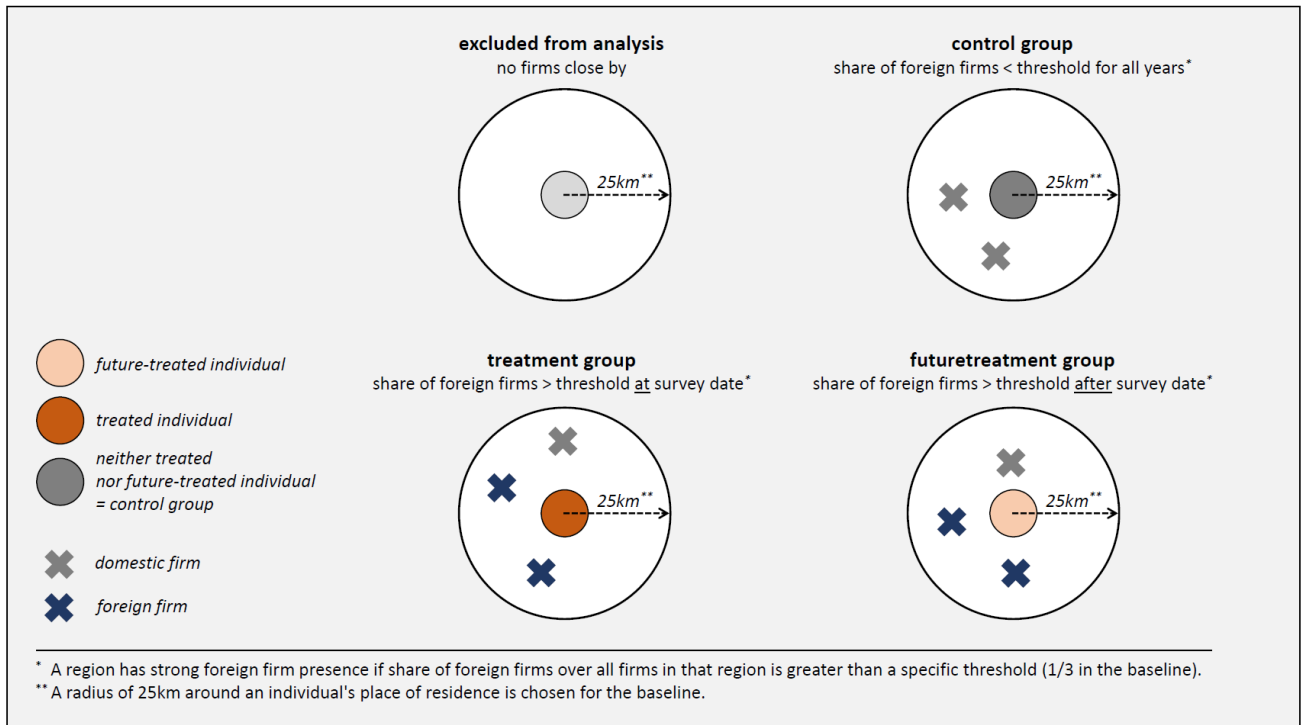 excluded from analysis
no firms close by
25km**
control group
share of foreign firms < threshold for all years*
25km**
future-treated individual
treated individual
neither treated
nor future-treated individual
= control group
domestic firm
foreign firm
treatment group
share of foreign firms > threshold at survey date*
25km**
futuretreatment group
share of foreign firms > threshold after survey date*
25km**
* A region has strong foreign firm presence if share of foreign firms over all firms in that region is greater than a specific threshold (1/3 in the baseline).
** A radius of 25km around an individual's place of residence is chosen for the baseline.